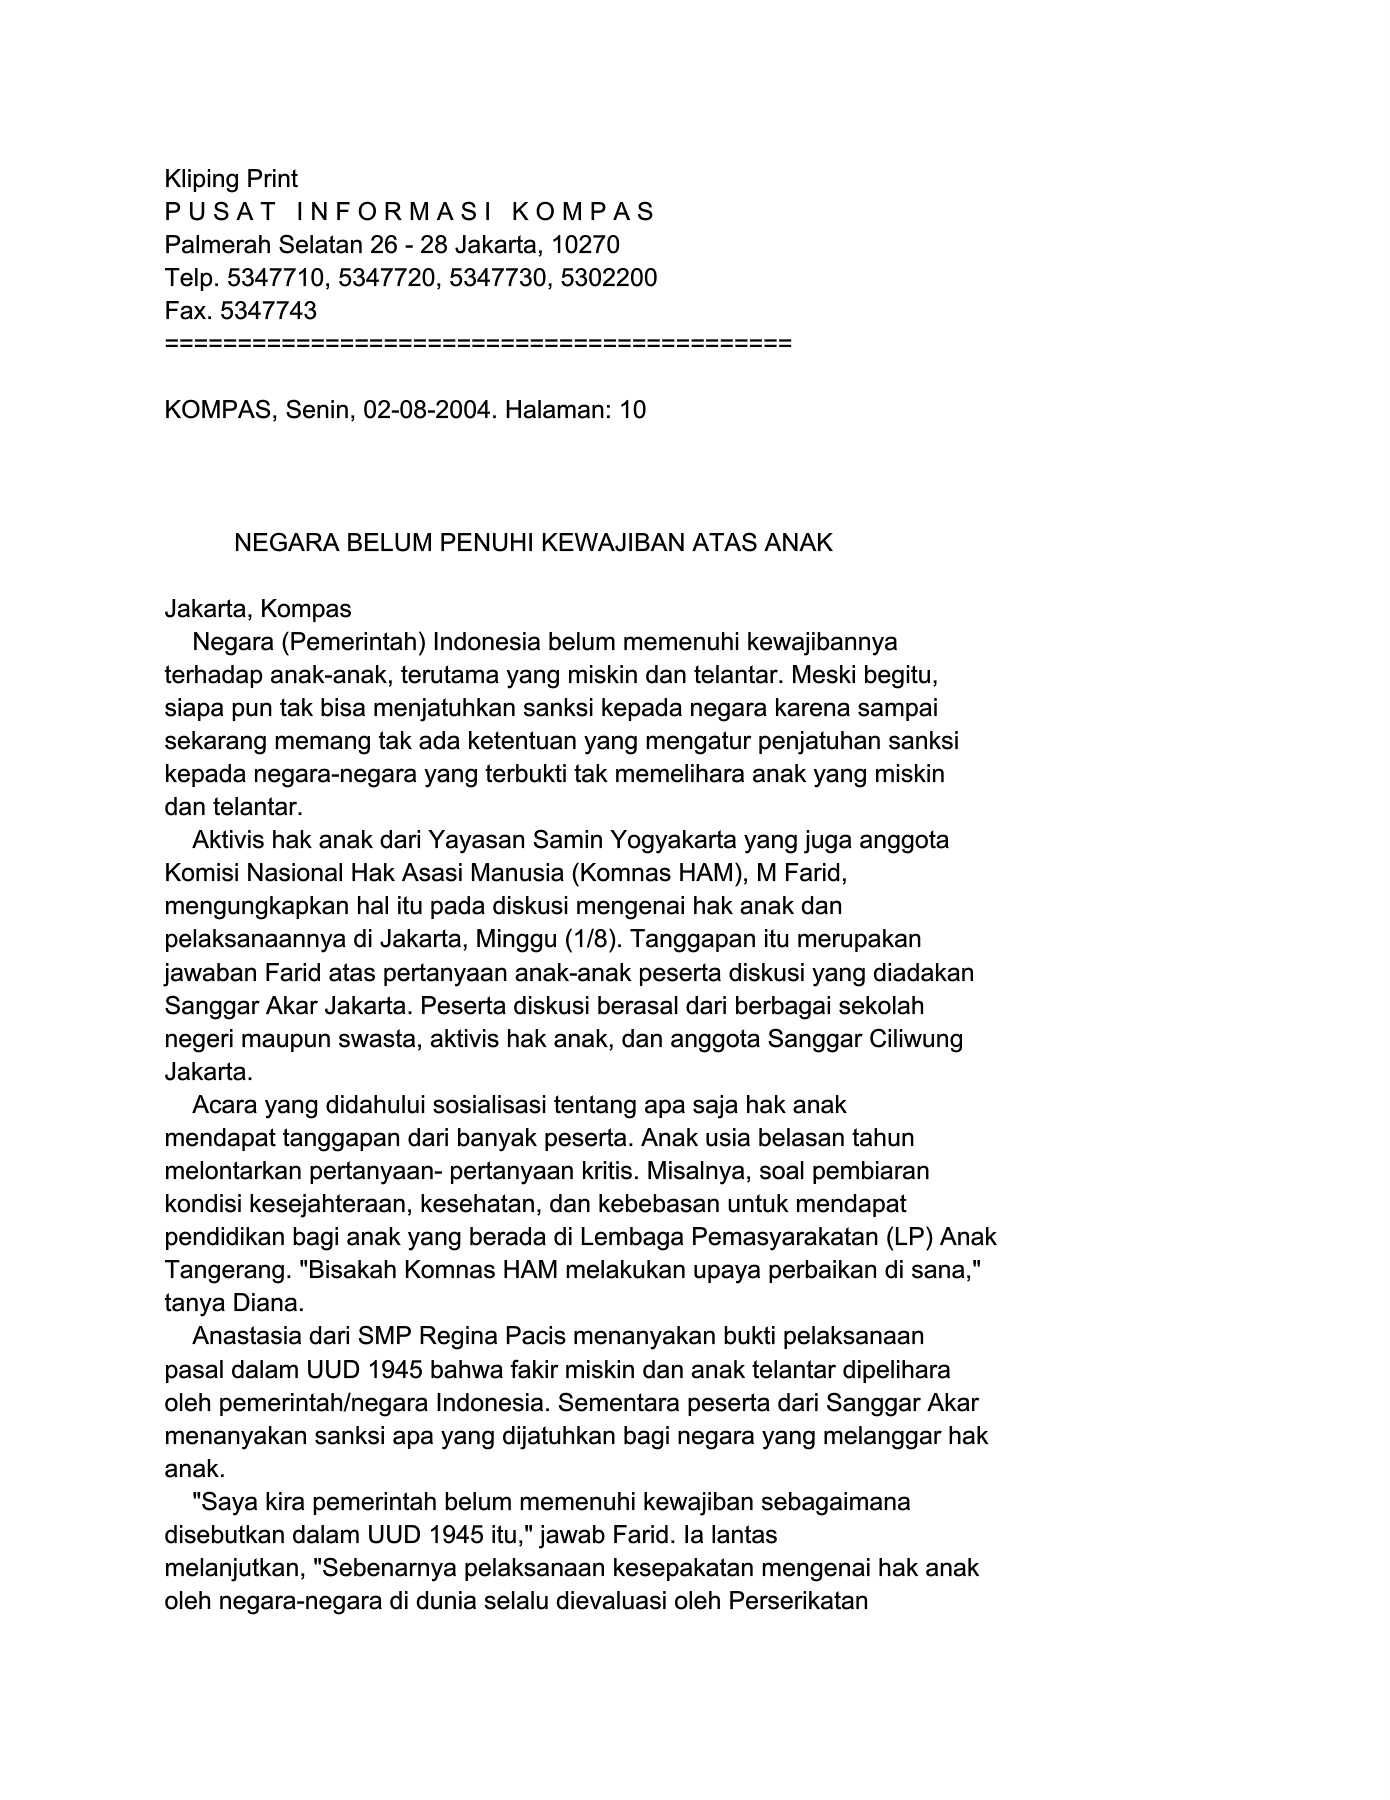 Kliping Print
P U S A T   I N F O R M A S I   K O M P A S
Palmerah Selatan 26 - 28 Jakarta, 10270
Telp. 5347710, 5347720, 5347730, 5302200
Fax. 5347743
===========================================
KOMPAS, Senin, 02-08-2004. Halaman: 10
NEGARA BELUM PENUHI KEWAJIBAN ATAS ANAK
Jakarta, Kompas
Negara (Pemerintah) Indonesia belum memenuhi kewajibannya
terhadap anak-anak, terutama yang miskin dan telantar. Meski begitu,
siapa pun tak bisa menjatuhkan sanksi kepada negara karena sampai
sekarang memang tak ada ketentuan yang mengatur penjatuhan sanksi
kepada negara-negara yang terbukti tak memelihara anak yang miskin
dan telantar.
Aktivis hak anak dari Yayasan Samin Yogyakarta yang juga anggota
Komisi Nasional Hak Asasi Manusia (Komnas HAM), M Farid,
mengungkapkan hal itu pada diskusi mengenai hak anak dan
pelaksanaannya di Jakarta, Minggu (1/8). Tanggapan itu merupakan
jawaban Farid atas pertanyaan anak-anak peserta diskusi yang diadakan
Sanggar Akar Jakarta. Peserta diskusi berasal dari berbagai sekolah
negeri maupun swasta, aktivis hak anak, dan anggota Sanggar Ciliwung
Jakarta.
Acara yang didahului sosialisasi tentang apa saja hak anak
mendapat tanggapan dari banyak peserta. Anak usia belasan tahun
melontarkan pertanyaan- pertanyaan kritis. Misalnya, soal pembiaran
kondisi kesejahteraan, kesehatan, dan kebebasan untuk mendapat
pendidikan bagi anak yang berada di Lembaga Pemasyarakatan (LP) Anak
Tangerang. "Bisakah Komnas HAM melakukan upaya perbaikan di sana,"
tanya Diana.
Anastasia dari SMP Regina Pacis menanyakan bukti pelaksanaan
pasal dalam UUD 1945 bahwa fakir miskin dan anak telantar dipelihara
oleh pemerintah/negara Indonesia. Sementara peserta dari Sanggar Akar
menanyakan sanksi apa yang dijatuhkan bagi negara yang melanggar hak
anak.
"Saya kira pemerintah belum memenuhi kewajiban sebagaimana
disebutkan dalam UUD 1945 itu," jawab Farid. Ia lantas
melanjutkan, "Sebenarnya pelaksanaan kesepakatan mengenai hak anak
oleh negara-negara di dunia selalu dievaluasi oleh Perserikatan